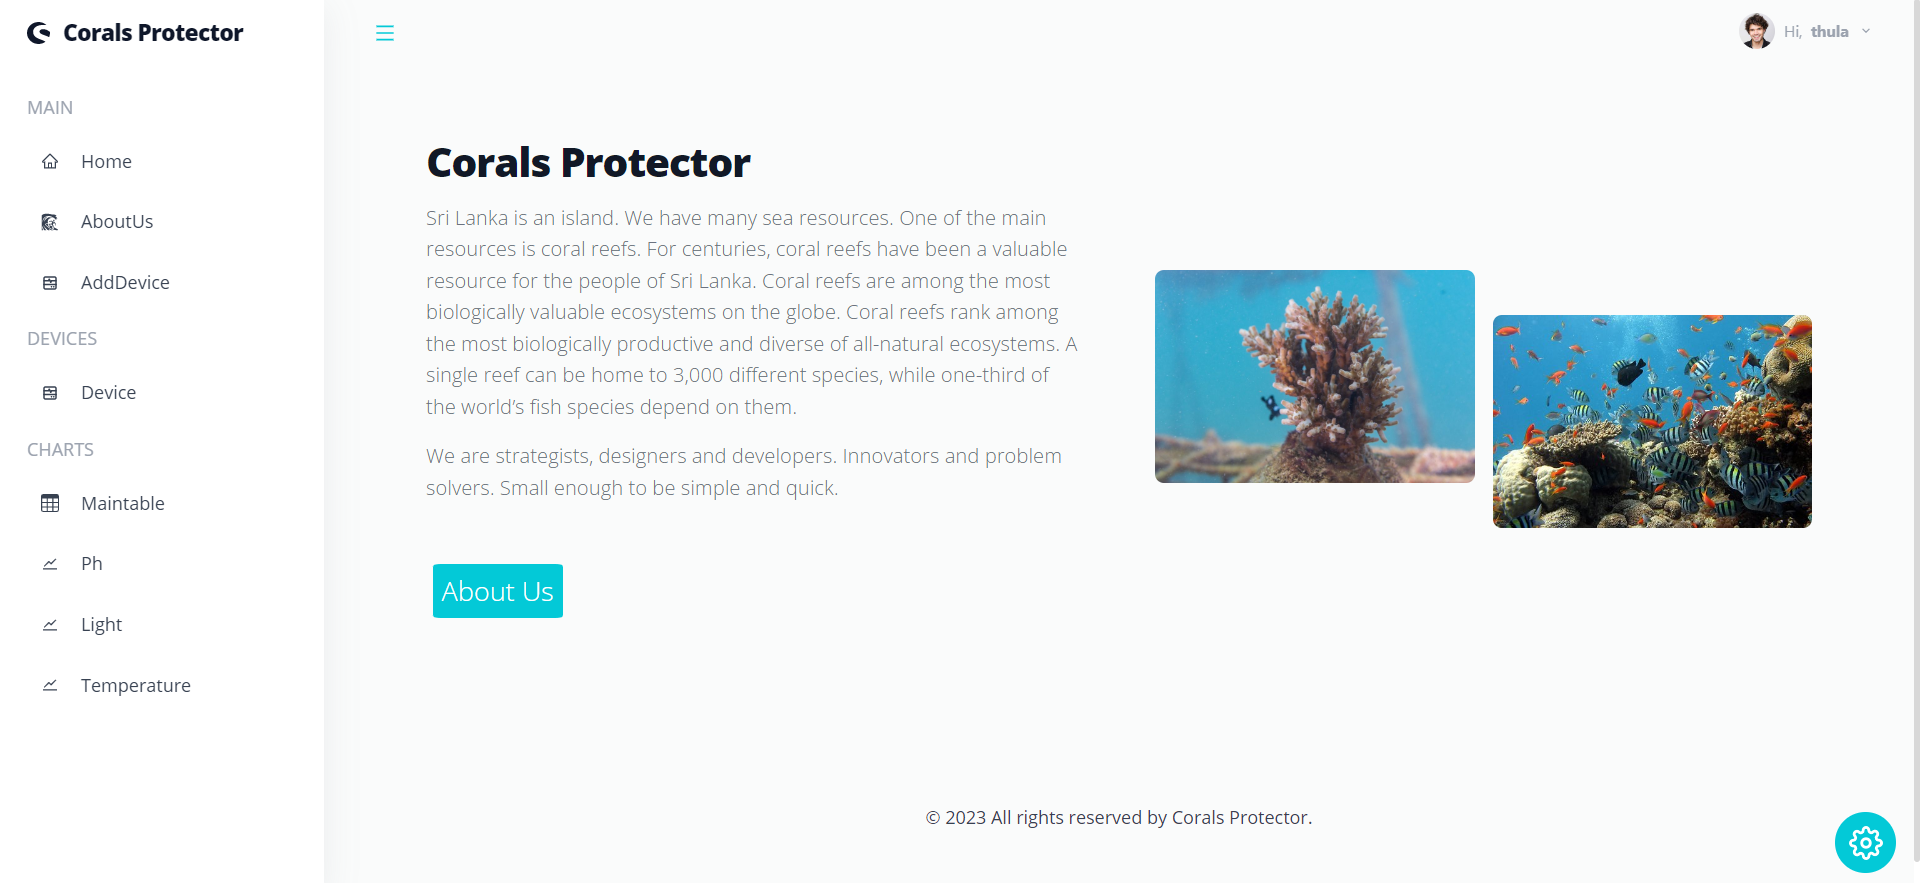 Corals Protector
Hi, thula
MAIN
Home
AboutUs
AddDevice
DEVICES
Device
CHARTS
Maintable
Ph
Light
Temperature
Corals Protector
Sri Lanka is an island. We have many sea resources. One of the main
resources is coral reefs. For centuries, coral reefs have been a valuable
resource for the people of Sri Lanka. Coral reefs are among the most
biologically valuable ecosystems on the globe. Coral reefs rank among
the most biologically productive and diverse of all-natural ecosystems. A
single reef can be home to 3,000 different species, while one-third of
the world’s fish species depend on them.
We are strategists, designers and developers. Innovators and problem
solvers. Small enough to be simple and quick.
About Us
© 2023 All rights reserved by Corals Protector.